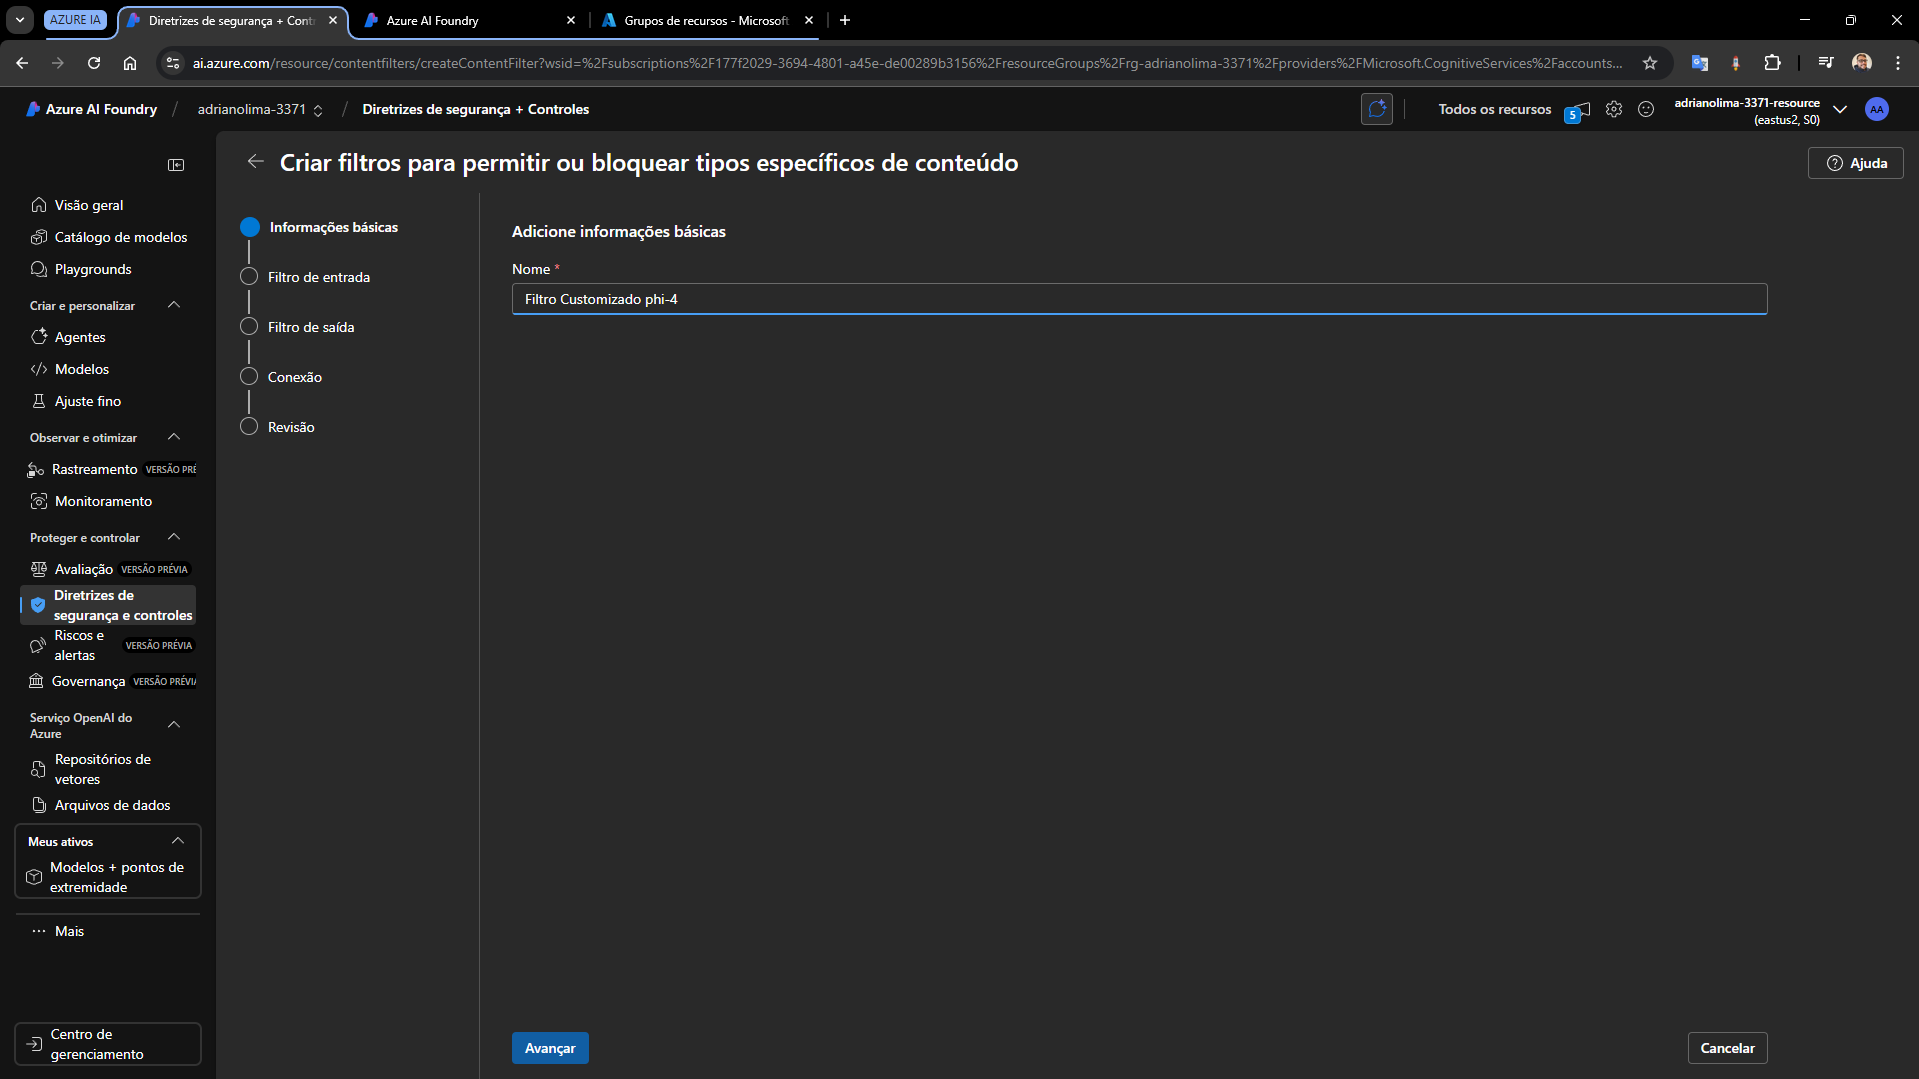 AZURE IA
Diretrizes de segurança + Contr
Azure AI Foundry
Grupos de recursos - Microsoft
ai.azure.com/resource/contentfilters/createContentFilter?wsid=%2Fsubscriptions%2F177f2029-3694-4801-a45e-de00289b3156%2FresourceGroups%2Frg-adrianolima-3371%2Fproviders%2FMicrosoft.CognitiveServices%2Faccounts...
Azure AI Foundry / adrianolima-3371 / Diretrizes de segurança + Controles
Todos os recursos
5
adrianolima-3371-resource
(eastus2, S0)
AA
Criar filtros para permitir ou bloquear tipos específicos de conteúdo
Ajuda
Visão geral
Catálogo de modelos
Playgrounds
Criar e personalizar
Agentes
Modelos
Ajuste fino
Observar e otimizar
Rastreamento VERSÃO PRÉ
Monitoramento
Proteger e controlar
Avaliação VERSÃO PRÉVIA
Diretrizes de
segurança e controles
Riscos e
alertas
VERSÃO PRÉVIA
Governança VERSÃO PRÉVIA
Serviço OpenAI do
Azure
Repositórios de
vetores
Arquivos de dados
Meus ativos
Modelos + pontos de
extremidade
Mais
Centro de
gerenciamento
Informações básicas
Filtro de entrada
Filtro de saída
Conexão
Revisão
Adicione informações básicas
Nome *
Filtro Customizado phi-4
Avançar
Cancelar